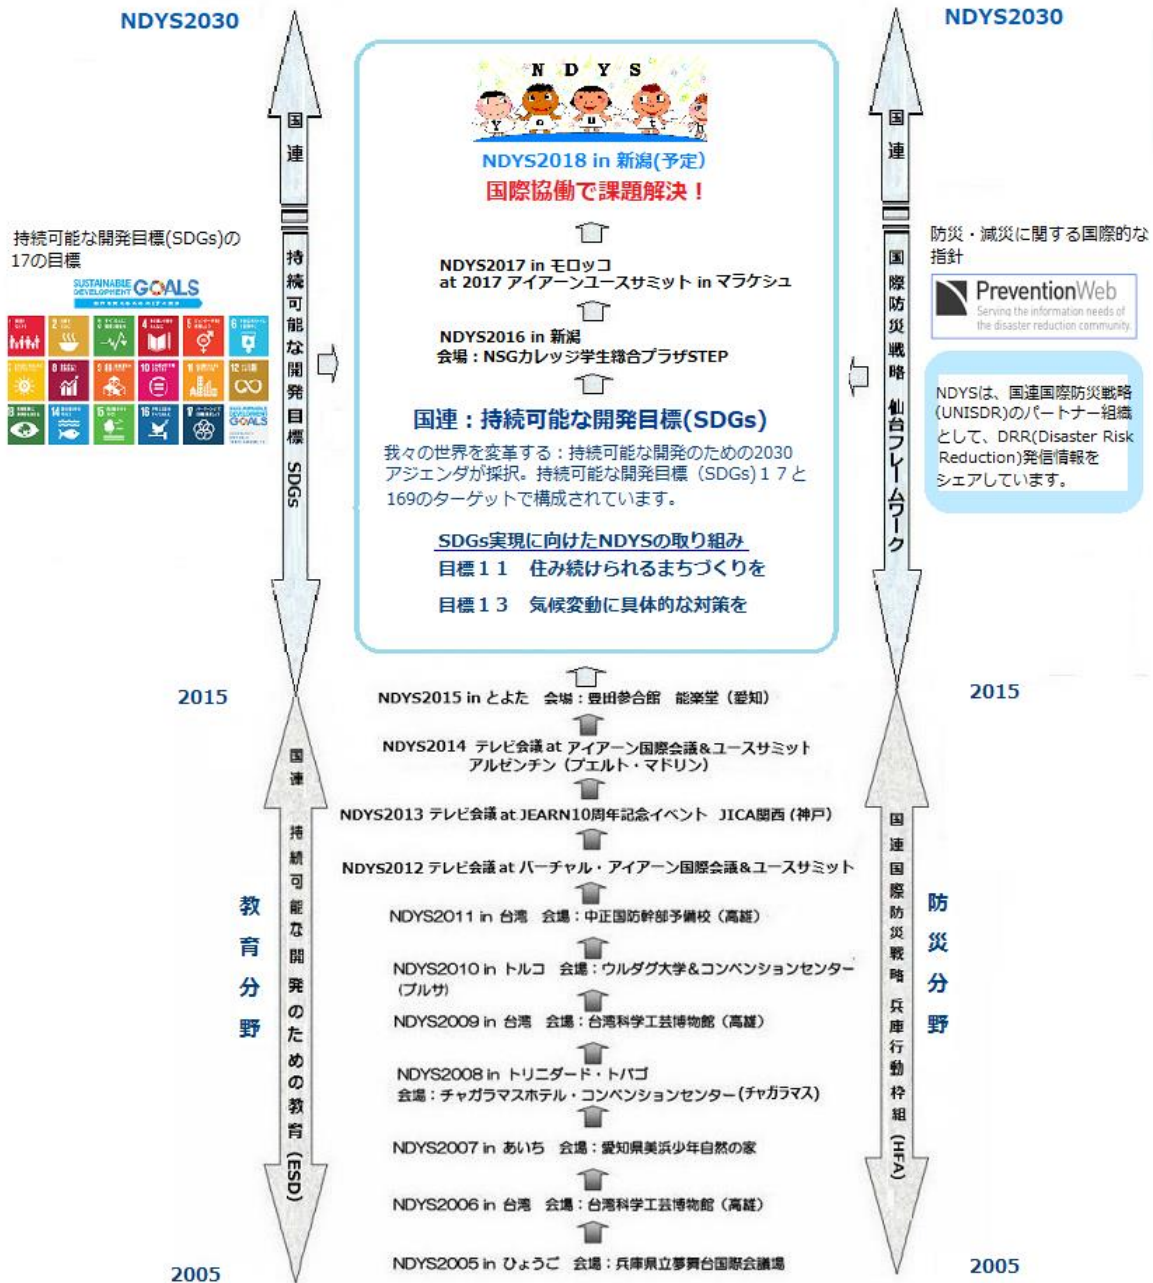 NDYS2030
NDYS2030
国連
持続可能な開発目標 SDGs
国連
国際防災戦略 仙台フレームワーク
持続可能な開発目標(SDGs)の
17の目標
SUSTAINABLE
DEVELOPMENT GOALS
1
2
3
4
5
6
8
9
10
11
12
13
14
15
16
17
防災・減災に関する国際的な
指針
PreventionWeb
Serving the information needs of
the disaster reduction community.
NDYSは、国連国際防災戦略
(UNISDR)のパートナー組織
として、DRR(Disaster Risk
Reduction)発信情報を
シェアしています。
N D Y S
Y o u t h
NDYS2018 in 新潟(予定)
国際協働で課題解決！
NDYS2017 in モロッコ
at 2017 アイアーンユースサミット in マラケシュ
NDYS2016 in 新潟
会場：NSGカレッジ学生総合プラザSTEP
国連：持続可能な開発目標(SDGs)
我々の世界を変革する：持続可能な開発のための2030
アジェンダが採択。持続可能な開発目標（SDGs)１７と
169のターゲットで構成されています。
SDGs実現に向けたNDYSの取り組み
目標１１　住み続けられるまちづくりを
目標１３　気候変動に具体的な対策を
2015
2015
NDYS2015 in とよた　会場：豊田参合館　能楽堂（愛知）
NDYS2014 テレビ会議 at アイアーン国際会議＆ユースサミット
アルゼンチン（プエルト・マドリン）
NDYS2013 テレビ会議 at JEARN10周年記念イベント JICA関西 (神戸）
NDYS2012 テレビ会議 at バーチャル・アイアーン国際会議＆ユースサミット
NDYS2011 in 台湾　会場：中正国防幹部予備校（高雄）
NDYS2010 in トルコ　会場：ウルダグ大学＆コンベンションセンター
(ブルサ)
NDYS2009 in 台湾　会場：台湾科学工芸博物館（高雄）
NDYS2008 in トリニダード・トバゴ
会場：チャガラマスホテル・コンベンションセンター(チャガラマス)
NDYS2007 in あいち　会場：愛知県美浜少年自然の家
NDYS2006 in 台湾　会場：台湾科学工芸博物館（高雄）
NDYS2005 in ひょうご　会場：兵庫県立夢舞台国際会議場
教育分野
国連 持続可能な開発のための教育(ESD)
防災分野
国連国際防災戦略 兵庫行動枠組(HFA)
2005
2005